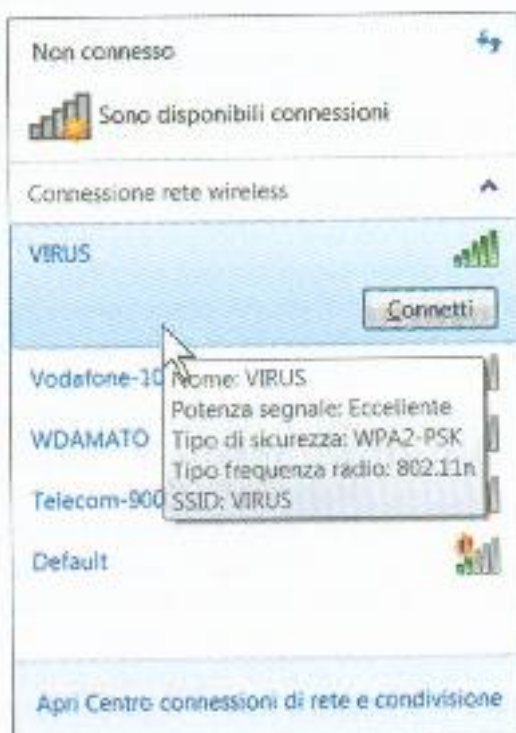 Non connesso
Sono disponibili connessioni
Connessione rete wireless
VIRUS
Connetti
Vodafone-10
Nome: VIRUS
Potenza segnale: Eccellente
WDAMATO
Tipo di sicurezza: WPA2-PSK
Tipo frequenza radio: 802.11n
Telecom-900
SSID: VIRUS
Default
Apri Centro connessioni di rete e condivisione